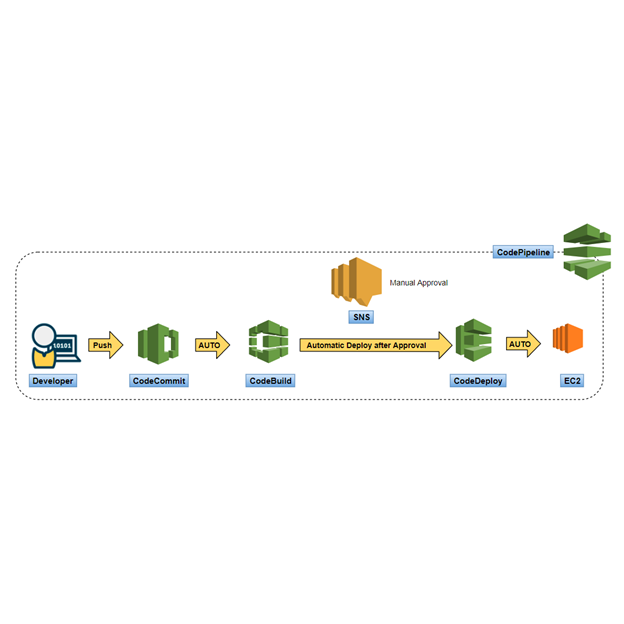 CodePipeline
Manual Approval
SNS
10101
Push
AUTO
Automatic Deploy after Approval
AUTO
Developer
CodeCommit
CodeBuild
CodeDeploy
EC2